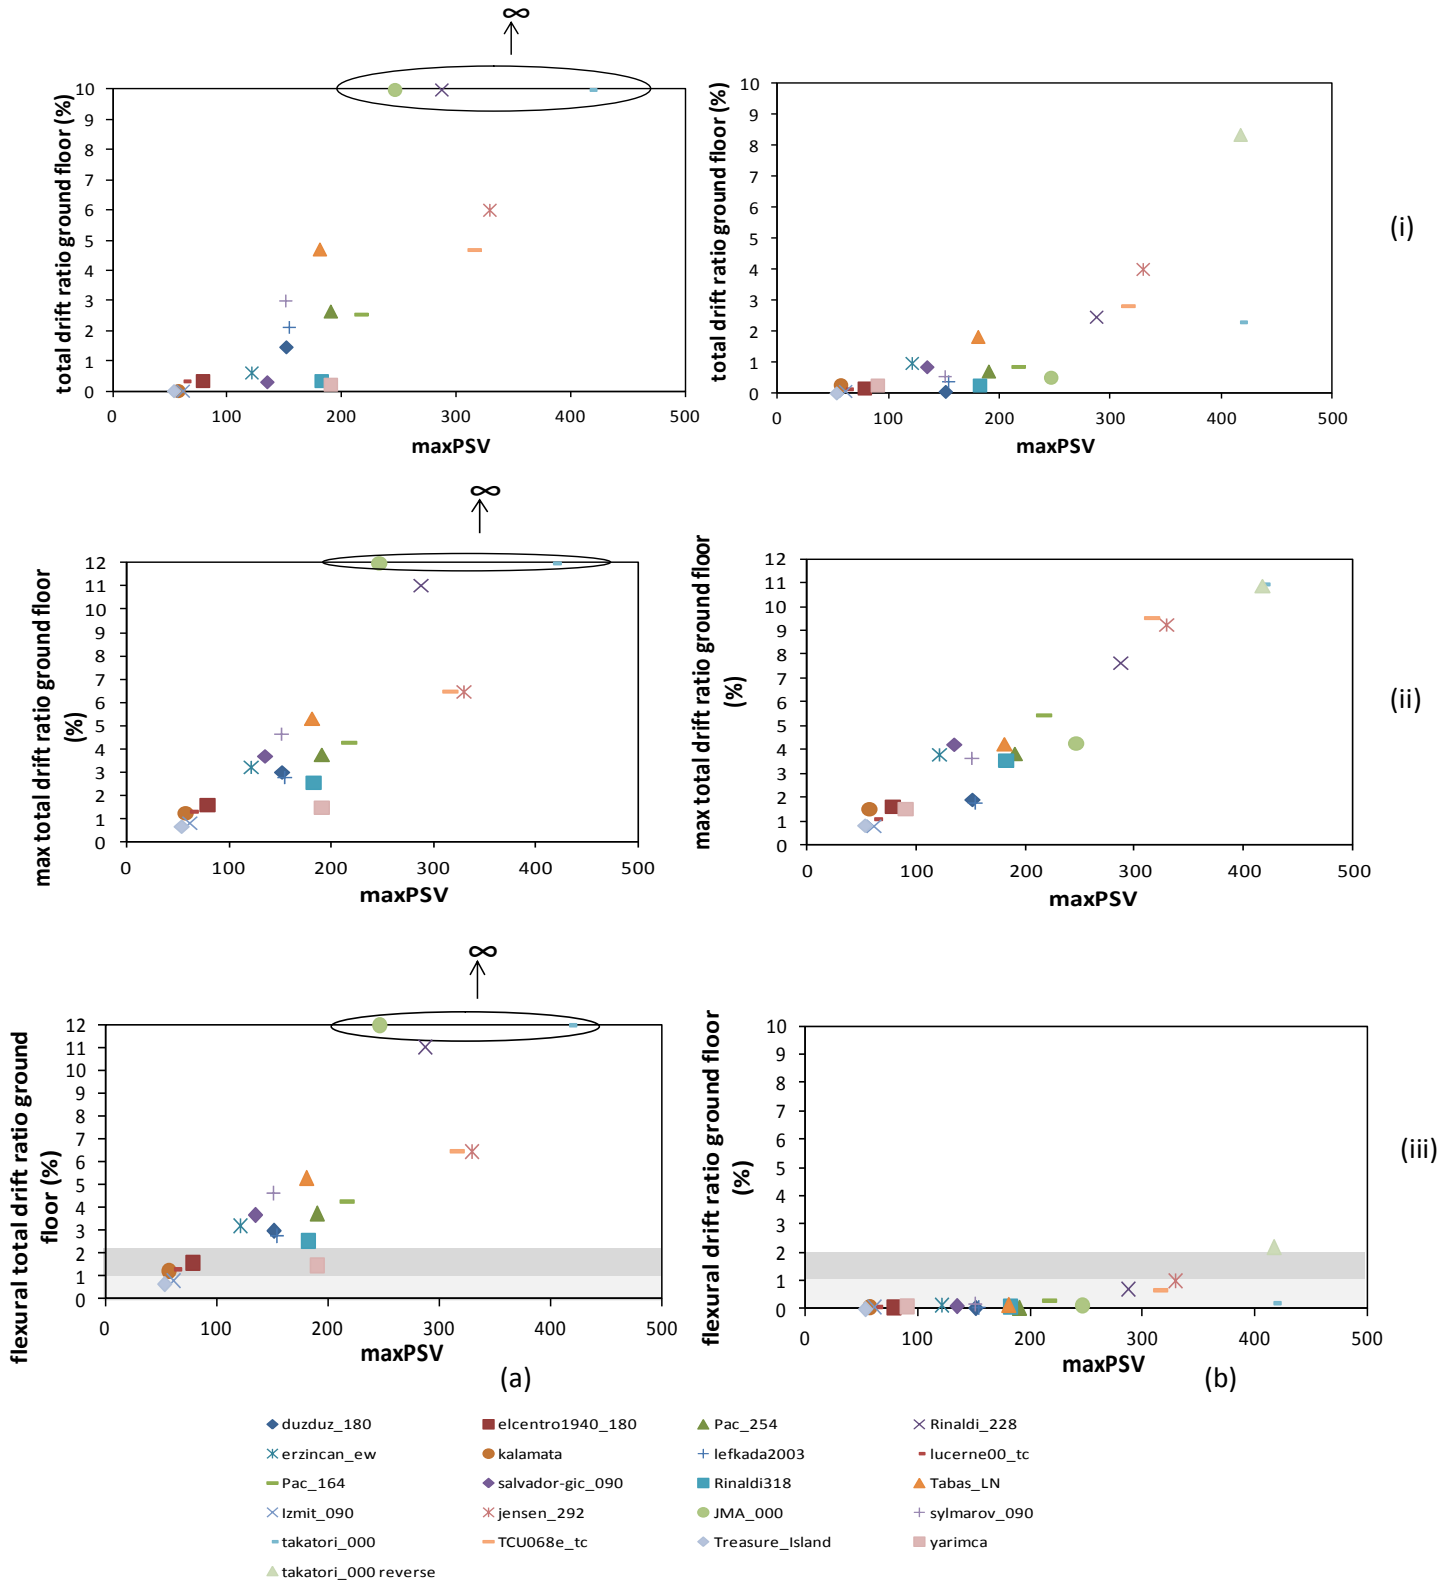 ∞
10
9
8
7
6
5
4
3
2
1
0
total drift ratio ground floor (%)
0 100 200 300 400 500
maxPSV
10
9
8
7
6
5
4
3
2
1
0
total drift ratio ground floor (%)
0 100 200 300 400 500
maxPSV
(i)
∞
12
11
10
9
8
7
6
5
4
3
2
1
0
max total drift ratio ground floor
(%)
0 100 200 300 400 500
maxPSV
12
11
10
9
8
7
6
5
4
3
2
1
0
max total drift ratio ground floor
(%)
0 100 200 300 400 500
maxPSV
(ii)
∞
12
11
10
9
8
7
6
5
4
3
2
1
0
flexural total drift ratio ground
floor (%)
0 100 200 300 400 500
maxPSV
(a)
10
9
8
7
6
5
4
3
2
1
0
flexural drift ratio ground floor
(%)
0 100 200 300 400 500
maxPSV
(b)
(iii)
duzduz_180 elcentro1940_180 Pac_254 Rinaldi_228
erzincan_ew kalamata lefkada2003 lucerne00_tc
Pac_164 salvador-gic_090 Rinaldi318 Tabas_LN
Izmit_090 jensen_292 JMA_000 sylmarov_090
takatori_000 TCU068e_tc Treasure_Island yarimca
takatori_000 reverse